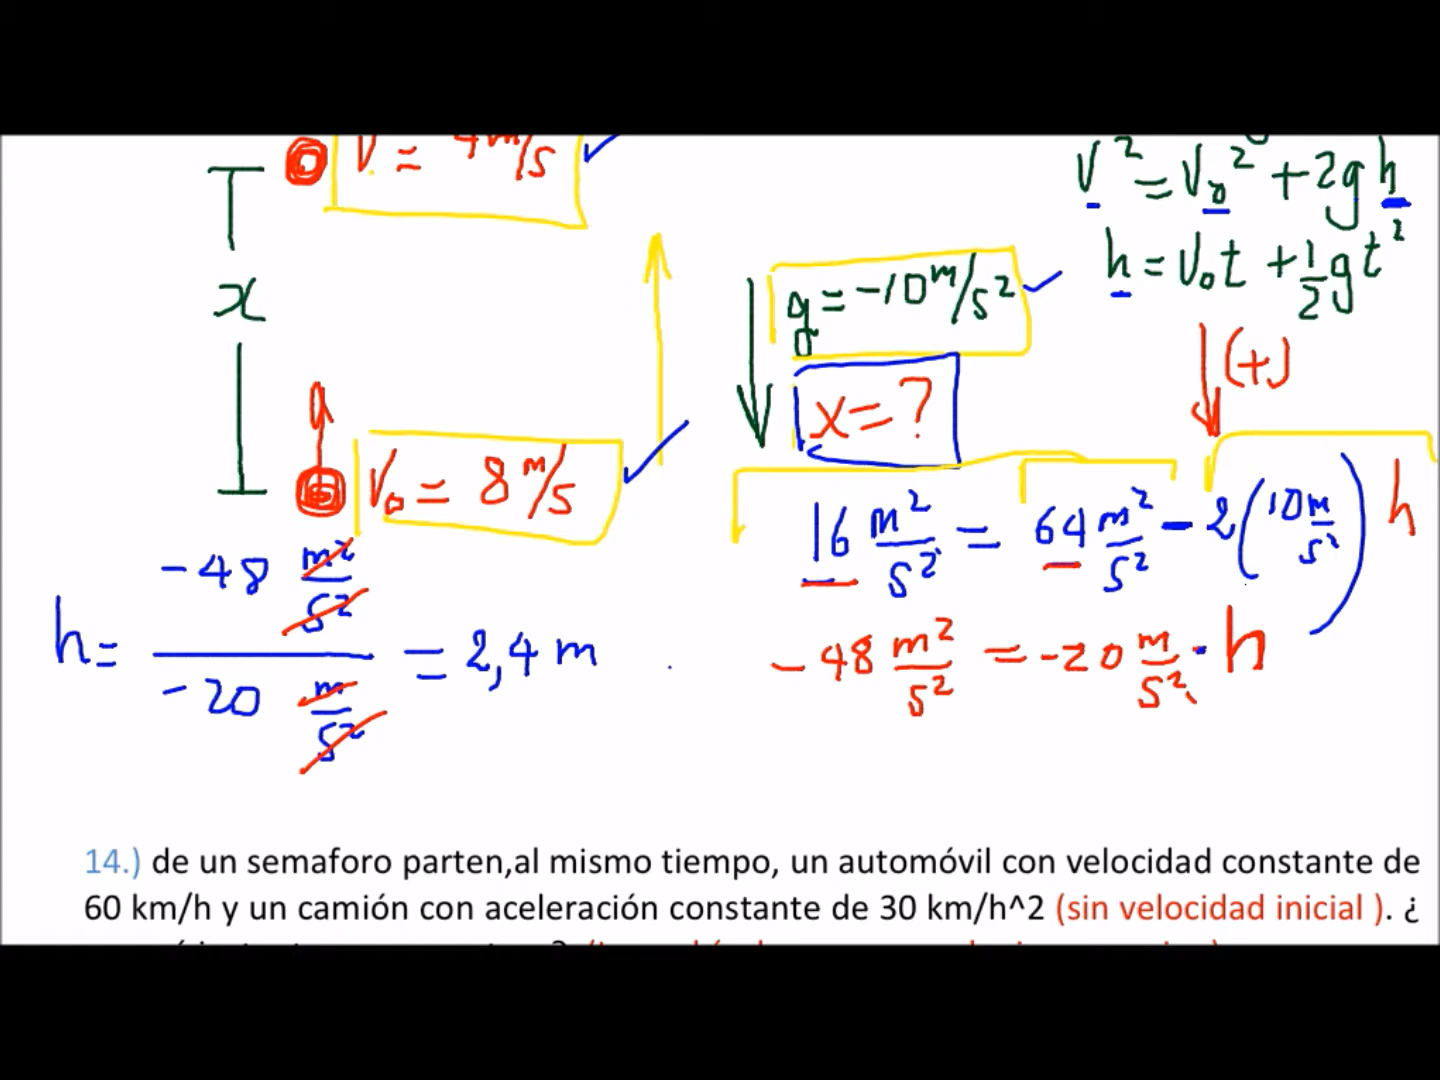 V = 4 m/s
V² = V₀² + 2gh
h = V₀t + ½gt²
x
g = -10 m/s²
(+)
x = ?
V₀ = 8 m/s
16 m²/s² = 64 m²/s² - 2(10 m/s²) h
h = -48 m²/s² / -20 m/s² = 2,4 m
-48 m²/s² = -20 m/s² · h
14.) de un semaforo parten,al mismo tiempo, un automóvil con velocidad constante de
60 km/h y un camión con aceleración constante de 30 km/h^2 (sin velocidad inicial ). ¿